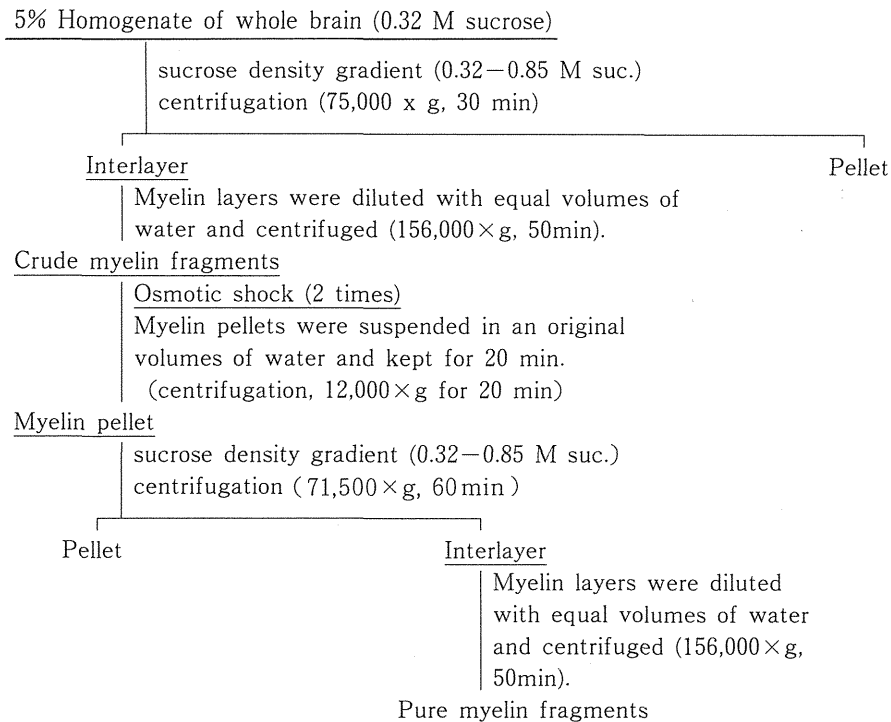 5% Homogenate of whole brain (0.32 M sucrose)
sucrose density gradient (0.32−0.85 M suc.)
centrifugation (75,000 x g, 30 min)
Interlayer
Pellet
Myelin layers were diluted with equal volumes of
water and centrifuged (156,000×g, 50min).
Crude myelin fragments
Osmotic shock (2 times)
Myelin pellets were suspended in an original
volumes of water and kept for 20 min.
(centrifugation, 12,000×g for 20 min)
Myelin pellet
sucrose density gradient (0.32−0.85 M suc.)
centrifugation (71,500×g, 60min)
Pellet
Interlayer
Myelin layers were diluted
with equal volumes of water
and centrifuged (156,000×g,
50min).
Pure myelin fragments